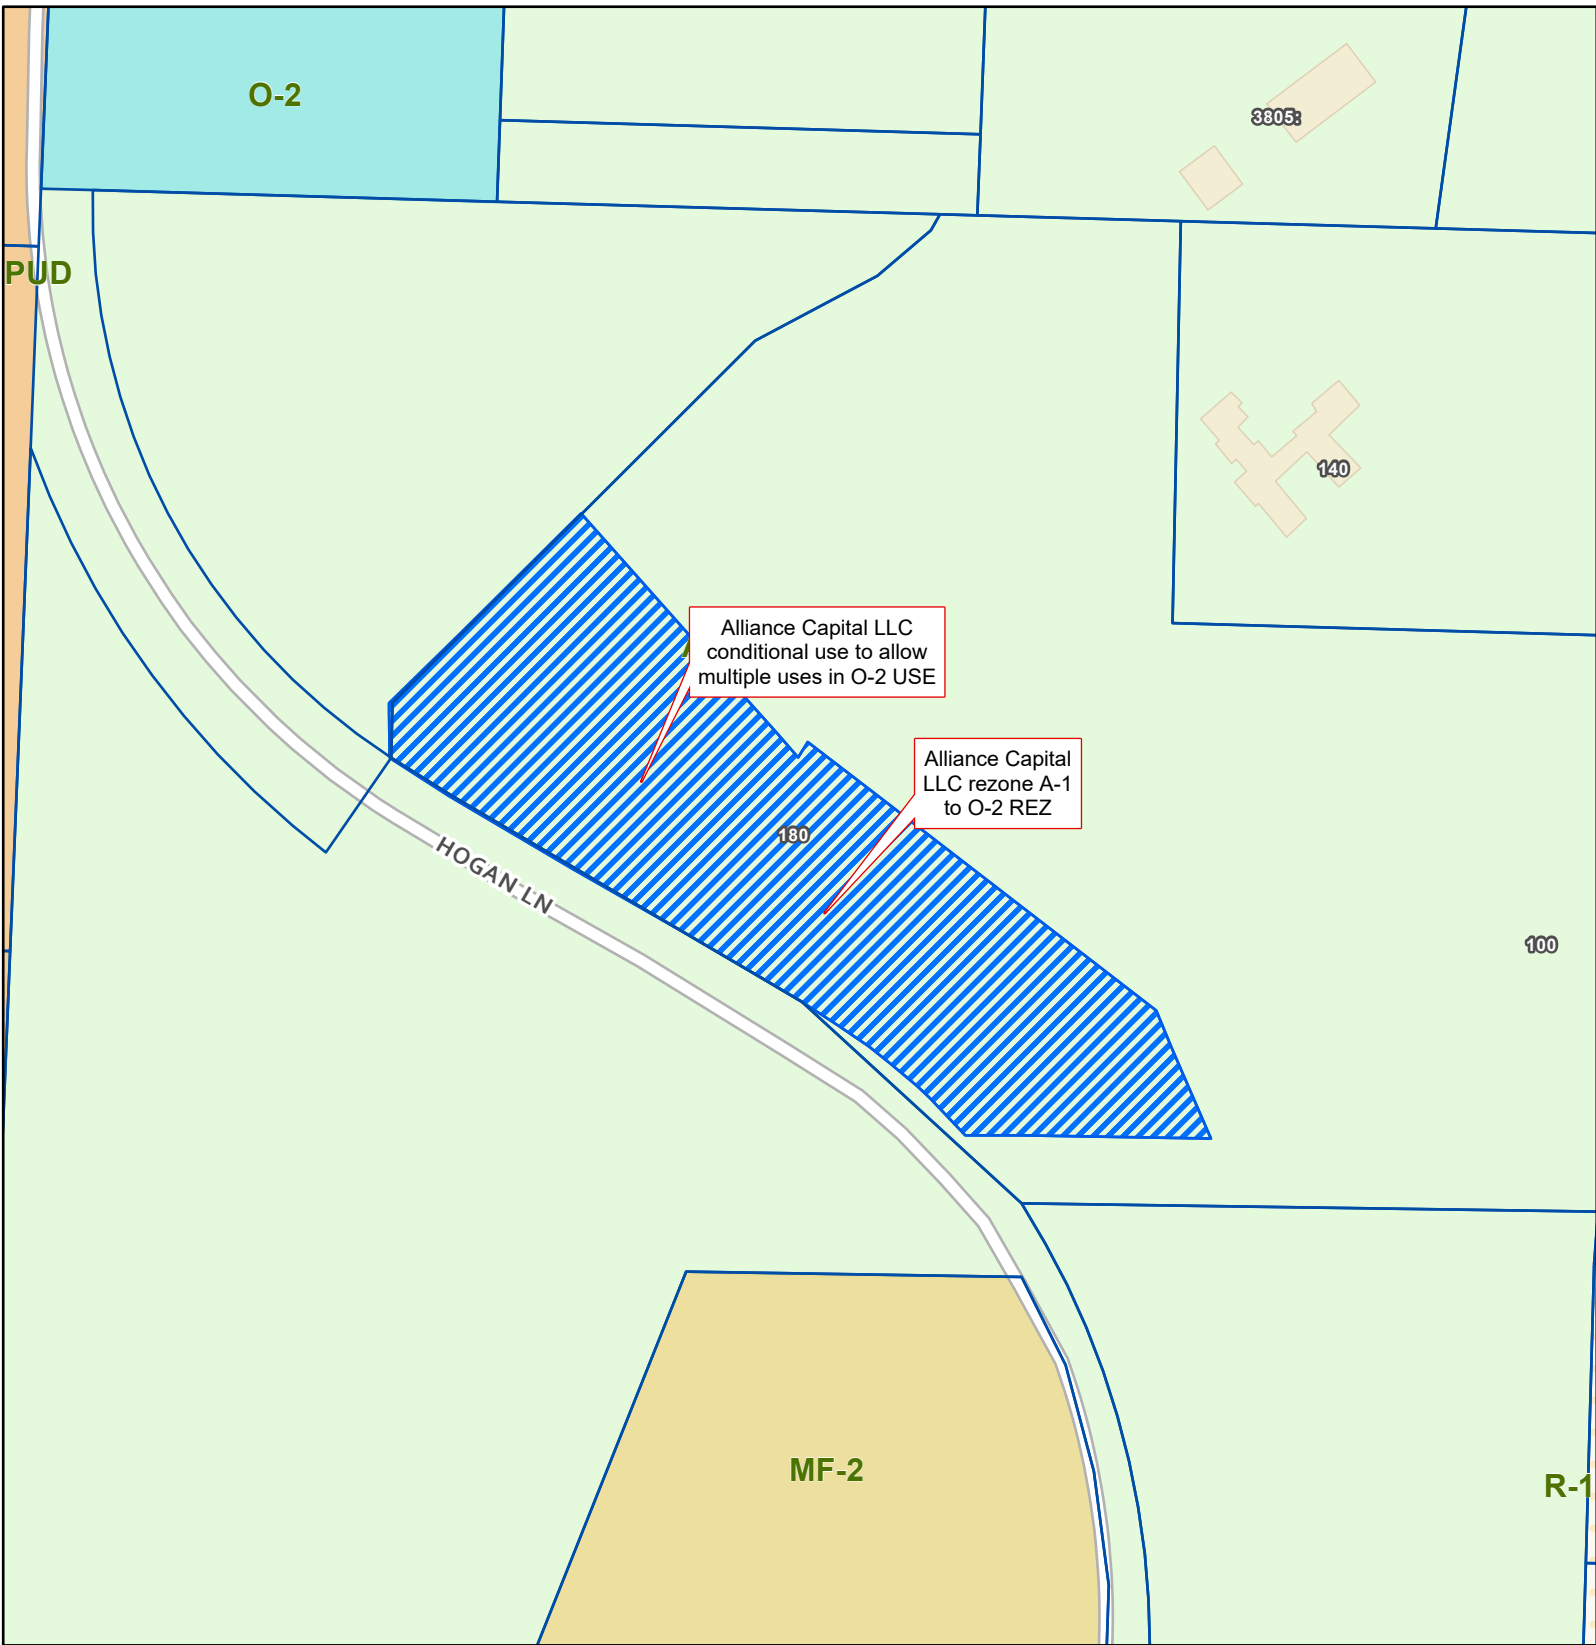 O-2
3805
PUD
140
Alliance Capital LLC
conditional use to allow
multiple uses in O-2 USE
Alliance Capital
LLC rezone A-1
to O-2 REZ
180
HOGAN LN
100
MF-2
R-1